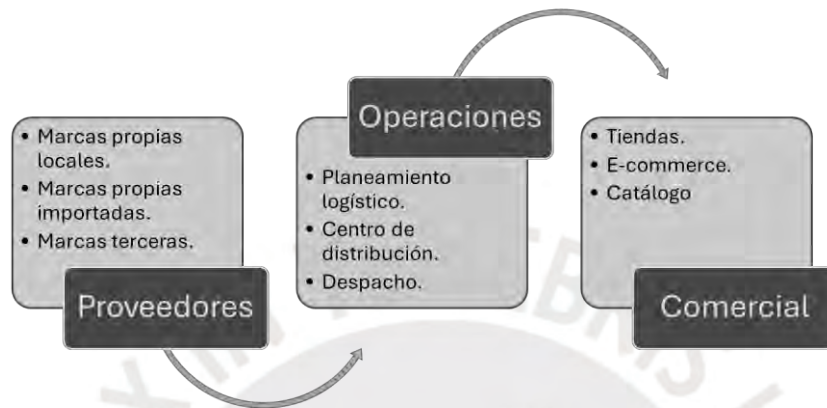 • Marcas propias
locales.
• Marcas propias
importadas.
• Marcas terceras.
Proveedores
Operaciones
• Planeamiento
logístico.
• Centro de
distribución.
• Despacho.
• Tiendas.
• E-commerce.
• Catálogo
Comercial